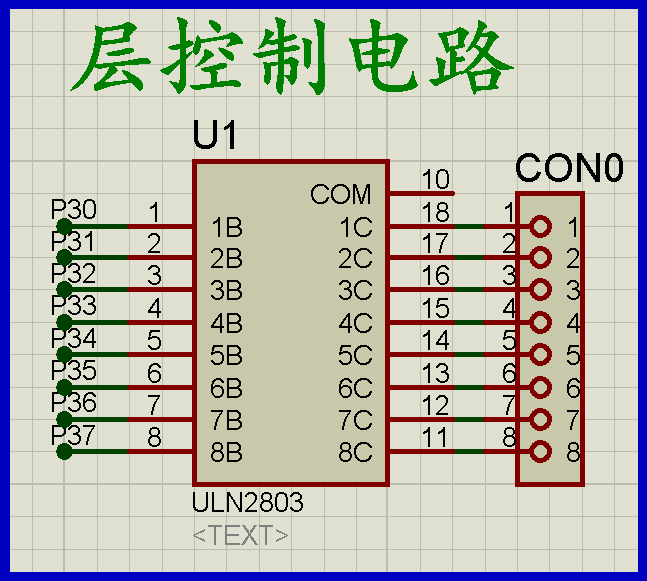 层控制电路
U1
CON0
COM 10
P30 1 1B 1C 18 1 1
P31 2 2B 2C 17 2 2
P32 3 3B 3C 16 3 3
P33 4 4B 4C 15 4 4
P34 5 5B 5C 14 5 5
P35 6 6B 6C 13 6 6
P36 7 7B 7C 12 7 7
P37 8 8B 8C 11 8 8
ULN2803
<TEXT>